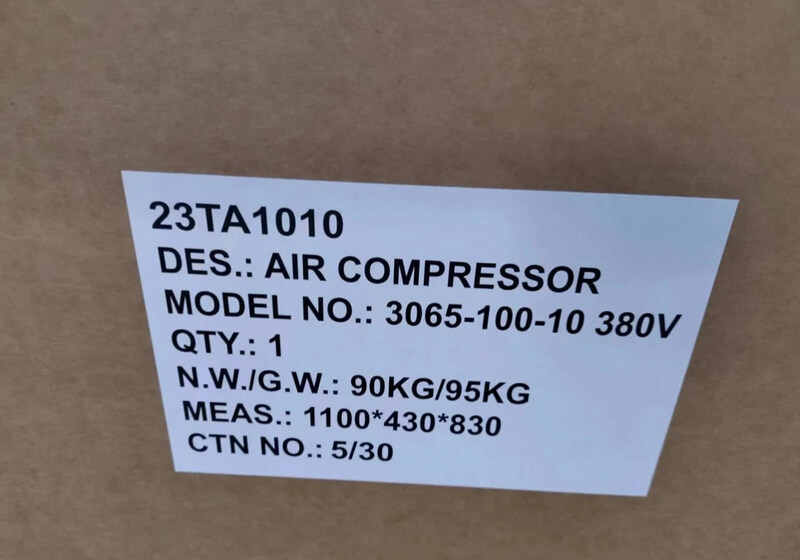 23TA1010
DES.: AIR COMPRESSOR
MODEL NO.: 3065-100-10 380V
QTY.: 1
N.W./G.W.: 90KG/95KG
MEAS.: 1100*430*830
CTN NO.: 5/30